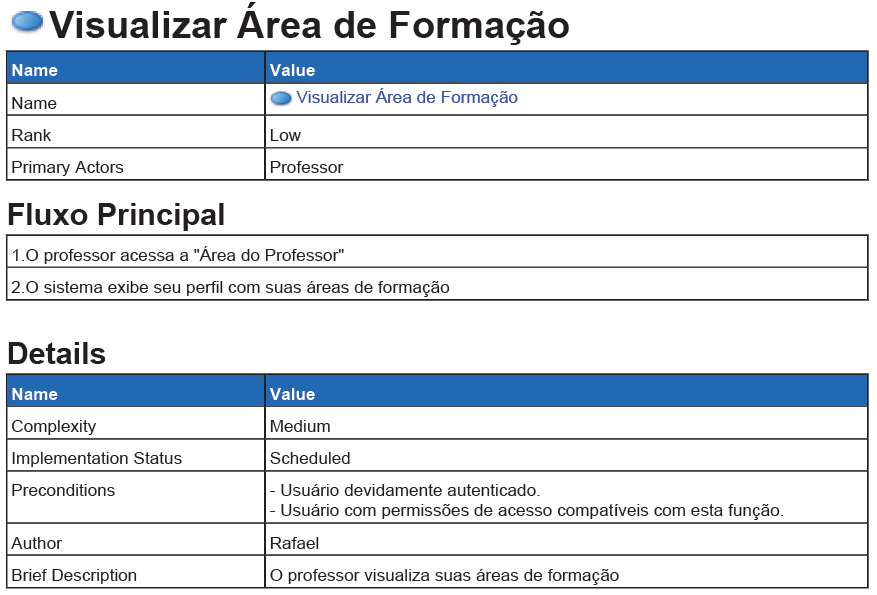 Visualizar Área de Formação
Name Value
Name Visualizar Área de Formação
Rank Low
Primary Actors Professor
Fluxo Principal
1.O professor acessa a "Área do Professor"
2.O sistema exibe seu perfil com suas áreas de formação
Details
Name Value
Complexity Medium
Implementation Status Scheduled
Preconditions - Usuário devidamente autenticado.
- Usuário com permissões de acesso compatíveis com esta função.
Author Rafael
Brief Description O professor visualiza suas áreas de formação